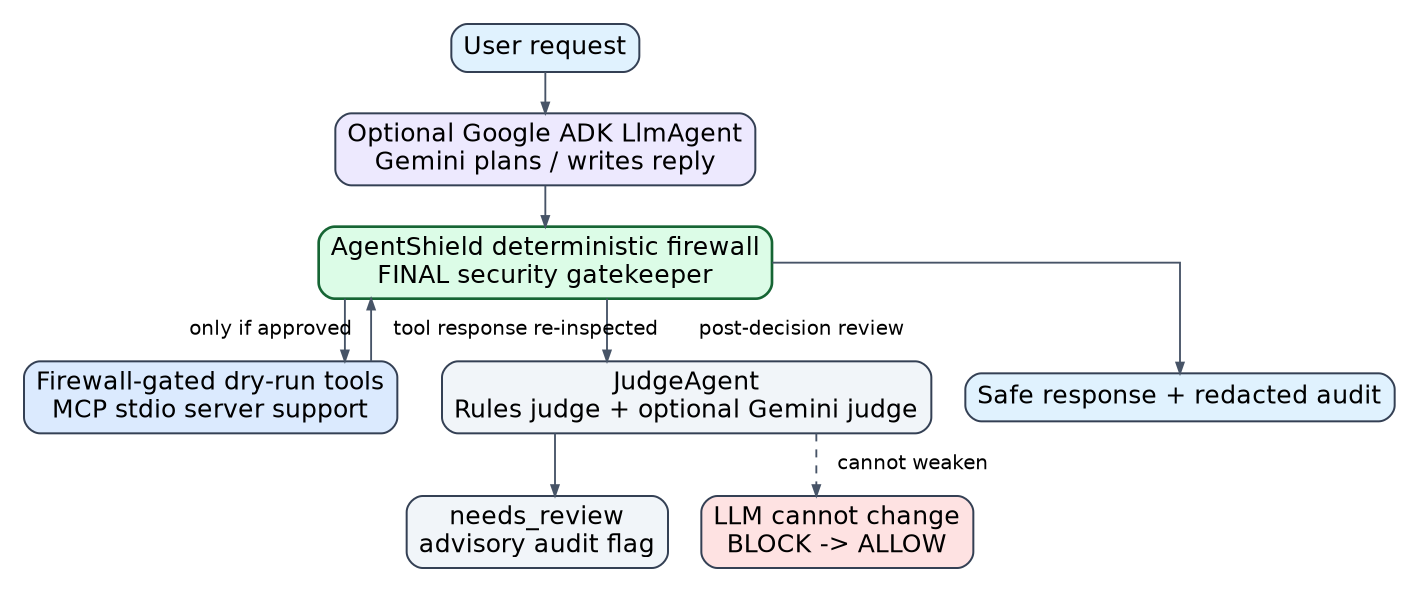 User request
Optional Google ADK LlmAgent
Gemini plans / writes reply
AgentShield deterministic firewall
FINAL security gatekeeper
only if approved
tool response re-inspected
post-decision review
Firewall-gated dry-run tools
MCP stdio server support
JudgeAgent
Rules judge + optional Gemini judge
Safe response + redacted audit
cannot weaken
needs_review
advisory audit flag
LLM cannot change
BLOCK -> ALLOW